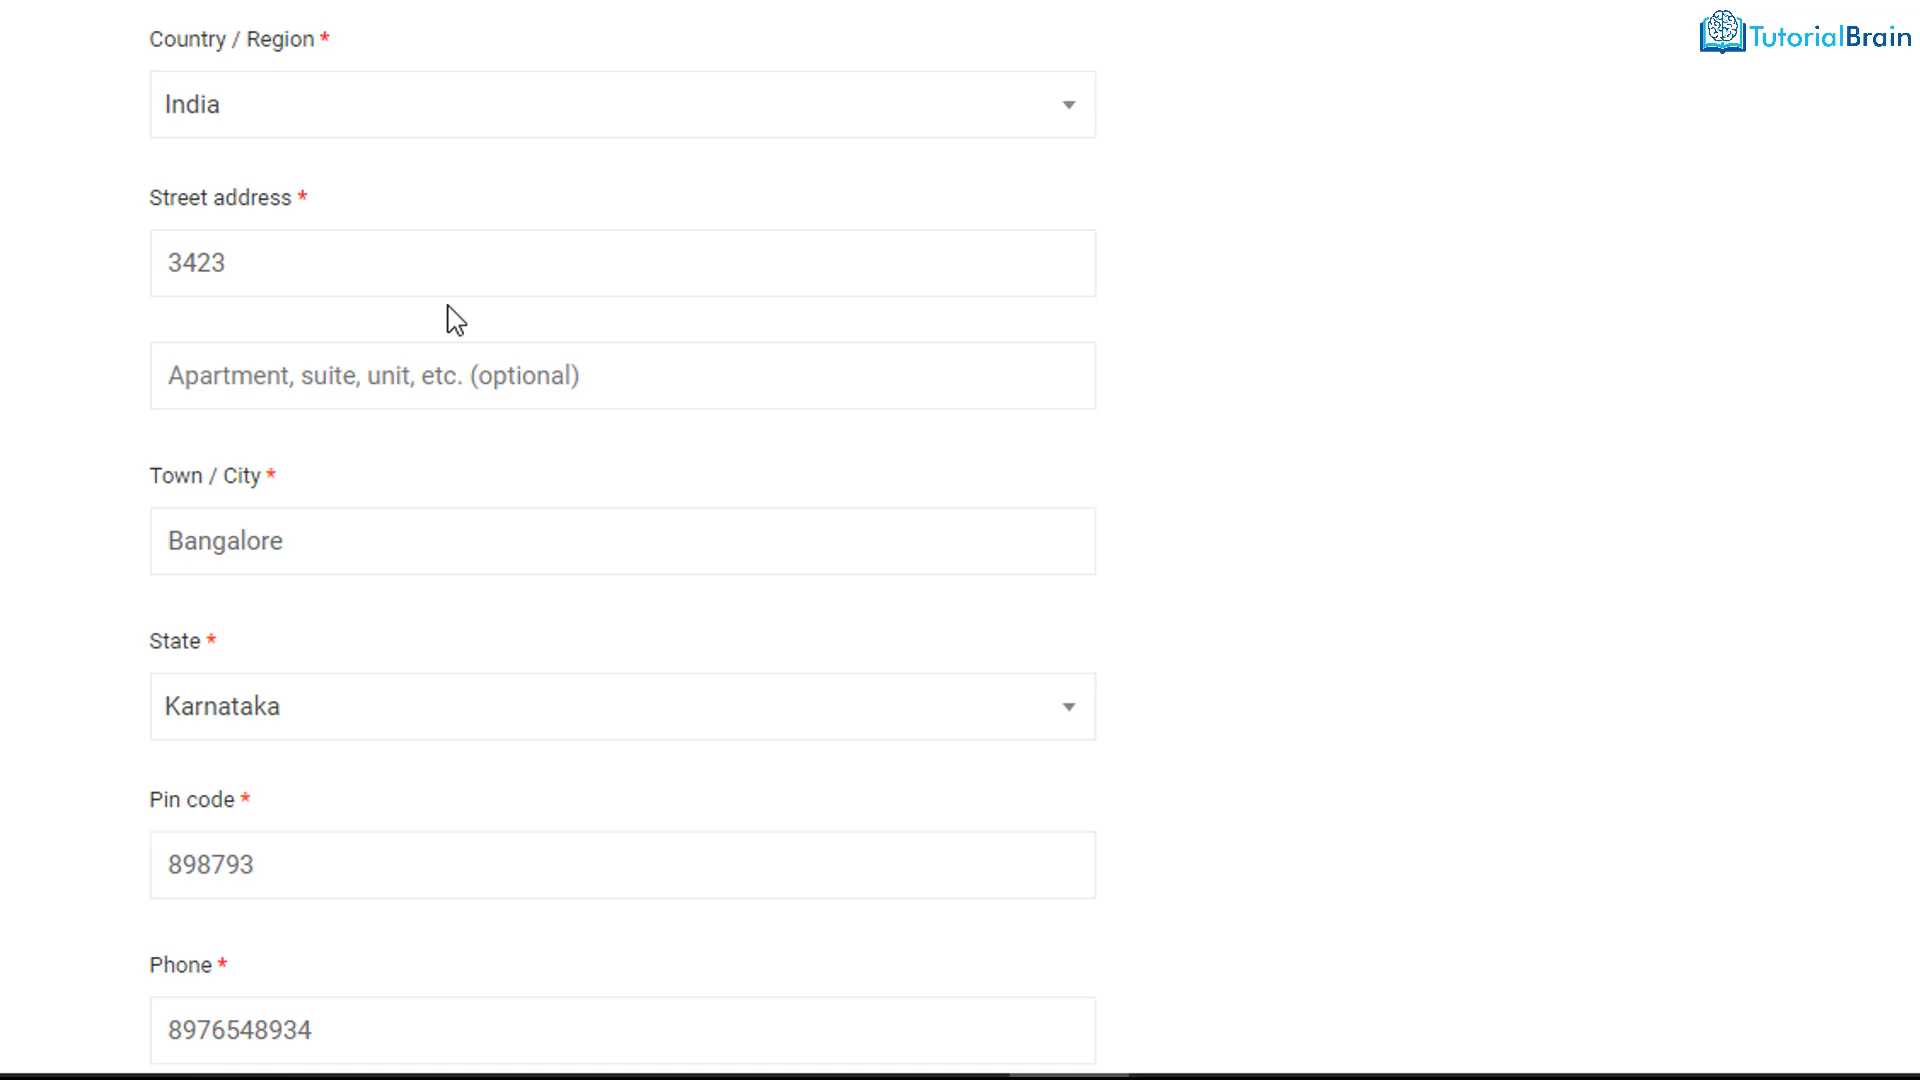 TutorialBrain
Country / Region *
India
Street address *
3423
Apartment, suite, unit, etc. (optional)
Town / City *
Bangalore
State *
Karnataka
Pin code *
898793
Phone *
8976548934